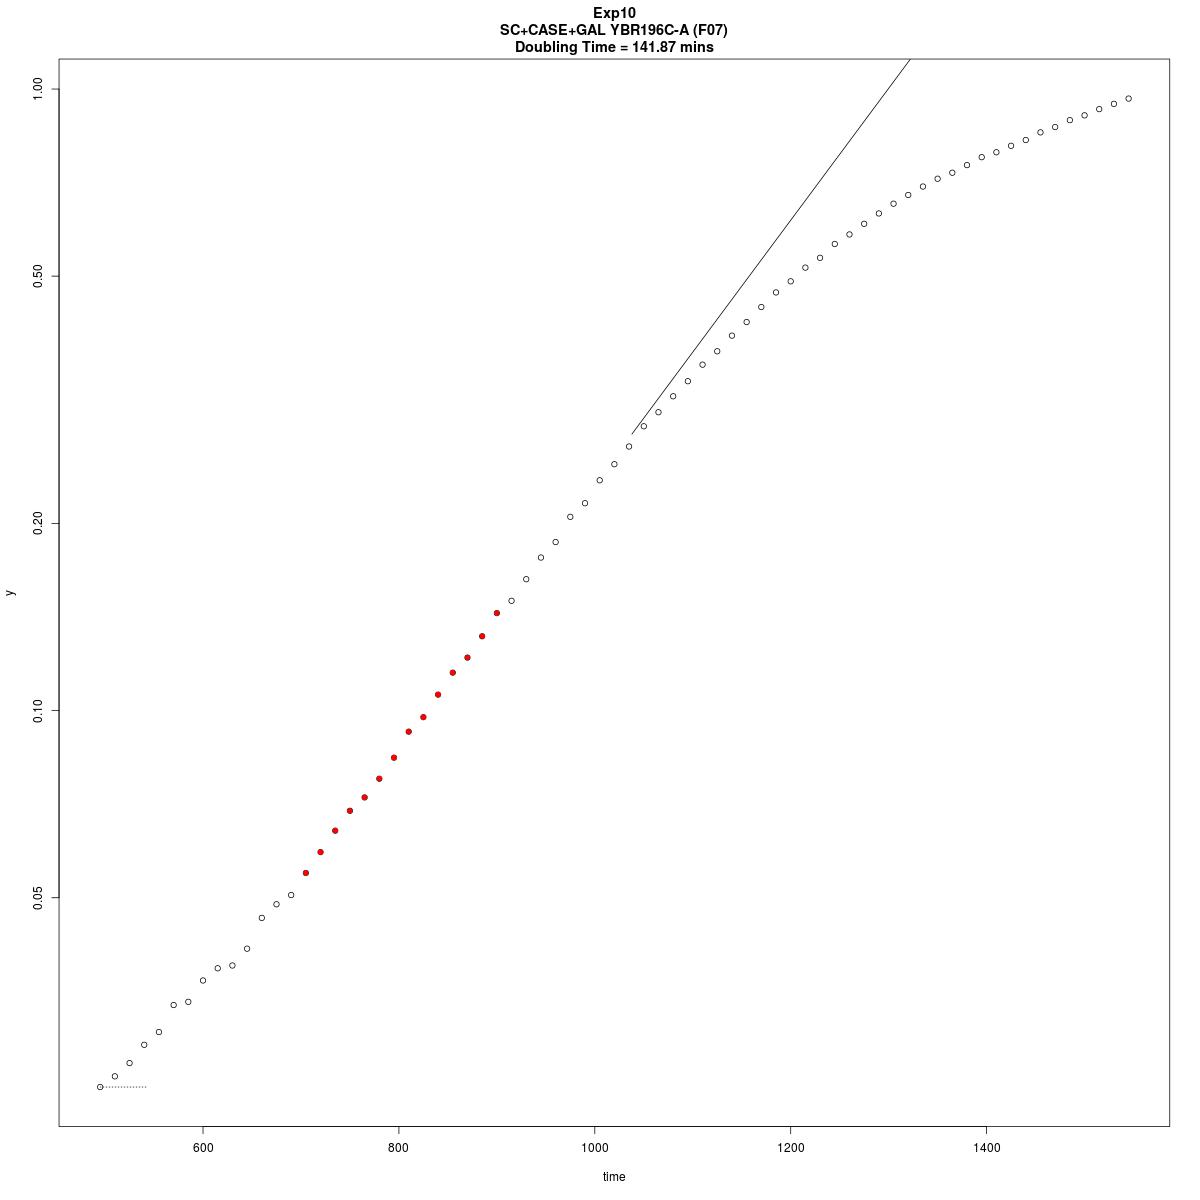 Exp10
SC+CASE+GAL YBR196C-A (F07)
Doubling Time = 141.87 mins
1.00
0.50
0.20
0.10
0.05
y
600 800 1000 1200 1400
time